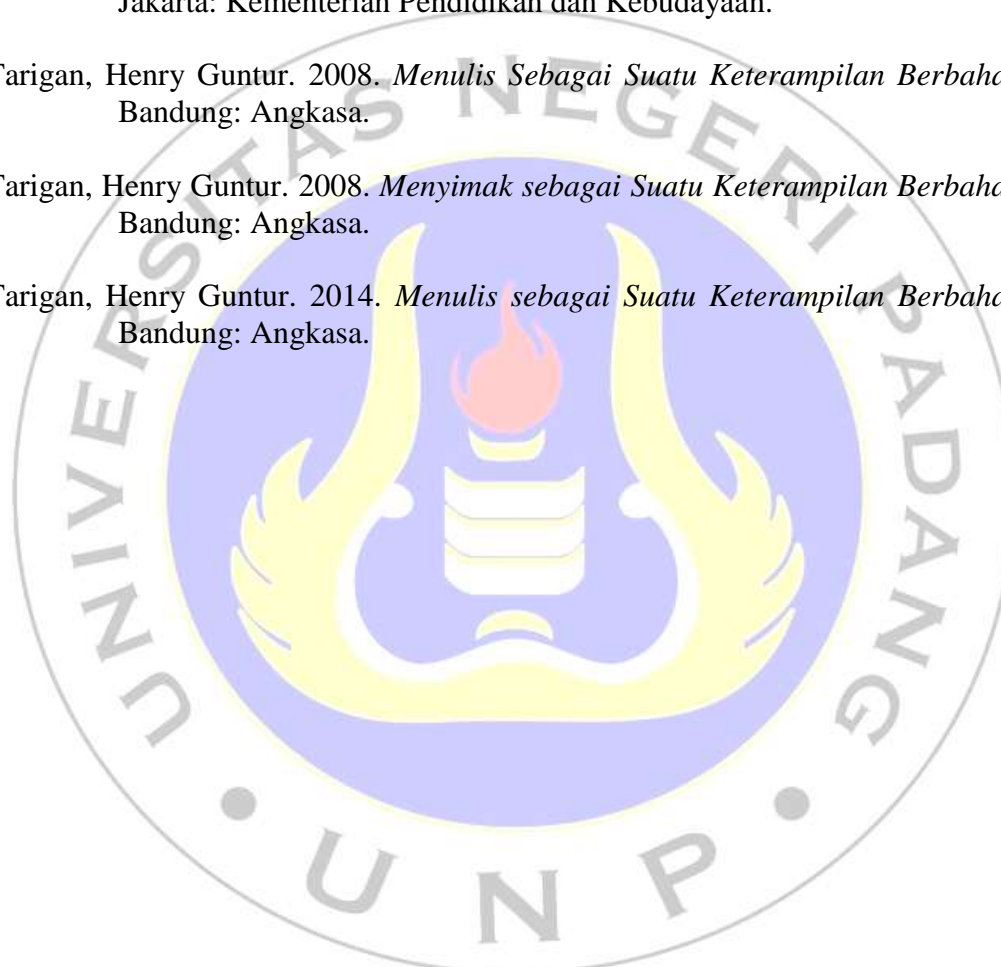 Jakarta: Kementerian Pendidikan dan Kebudayaan.
Tarigan, Henry Guntur. 2008. Menulis Sebagai Suatu Keterampilan Berbaha
Bandung: Angkasa.
Tarigan, Henry Guntur. 2008. Menyimak sebagai Suatu Keterampilan Berbaha
Bandung: Angkasa.
Tarigan, Henry Guntur. 2014. Menulis sebagai Suatu Keterampilan Berbaha
Bandung: Angkasa.
UNIVERSITAS NEGERI PADANG
UNP